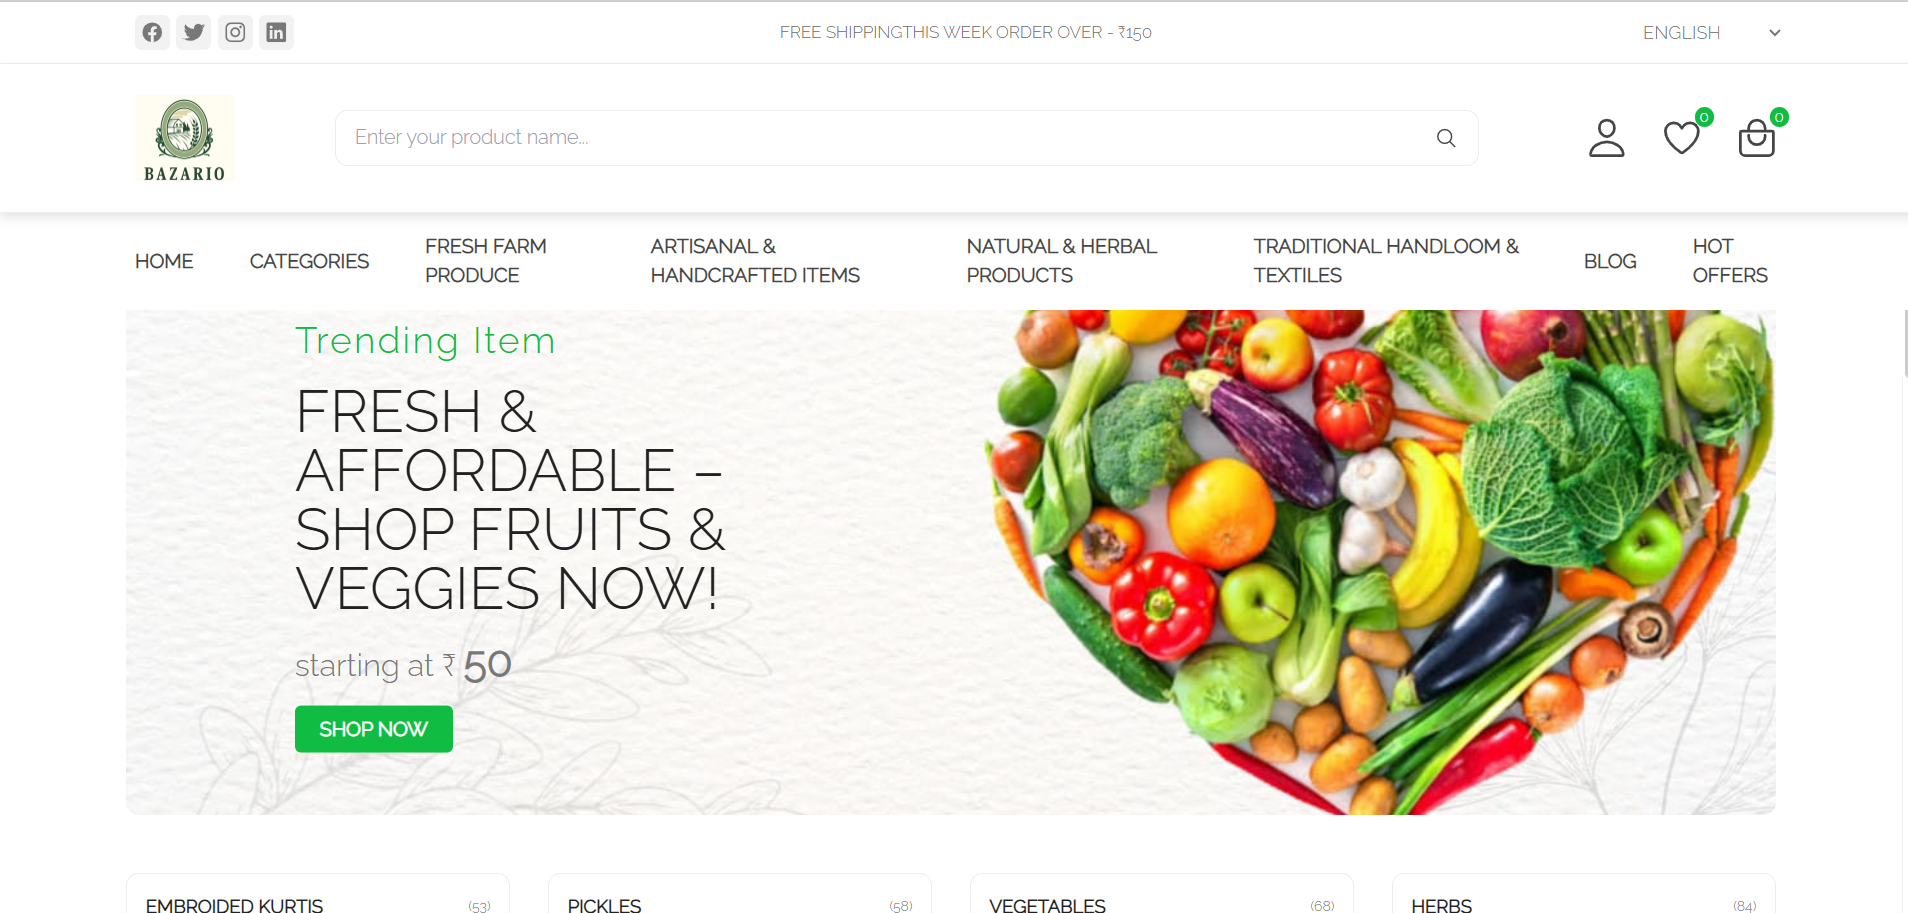 FREE SHIPPINGTHIS WEEK ORDER OVER - ₹150
ENGLISH
BAZARIO
Enter your product name...
0
0
HOME
CATEGORIES
FRESH FARM
PRODUCE
ARTISANAL &
HANDCRAFTED ITEMS
NATURAL & HERBAL
PRODUCTS
TRADITIONAL HANDLOOM &
TEXTILES
BLOG
HOT
OFFERS
Trending Item
FRESH &
AFFORDABLE –
SHOP FRUITS &
VEGGIES NOW!
starting at ₹ 50
SHOP NOW
EMBROIDED KURTIS (53)
PICKLES (58)
VEGETABLES (68)
HERBS (84)